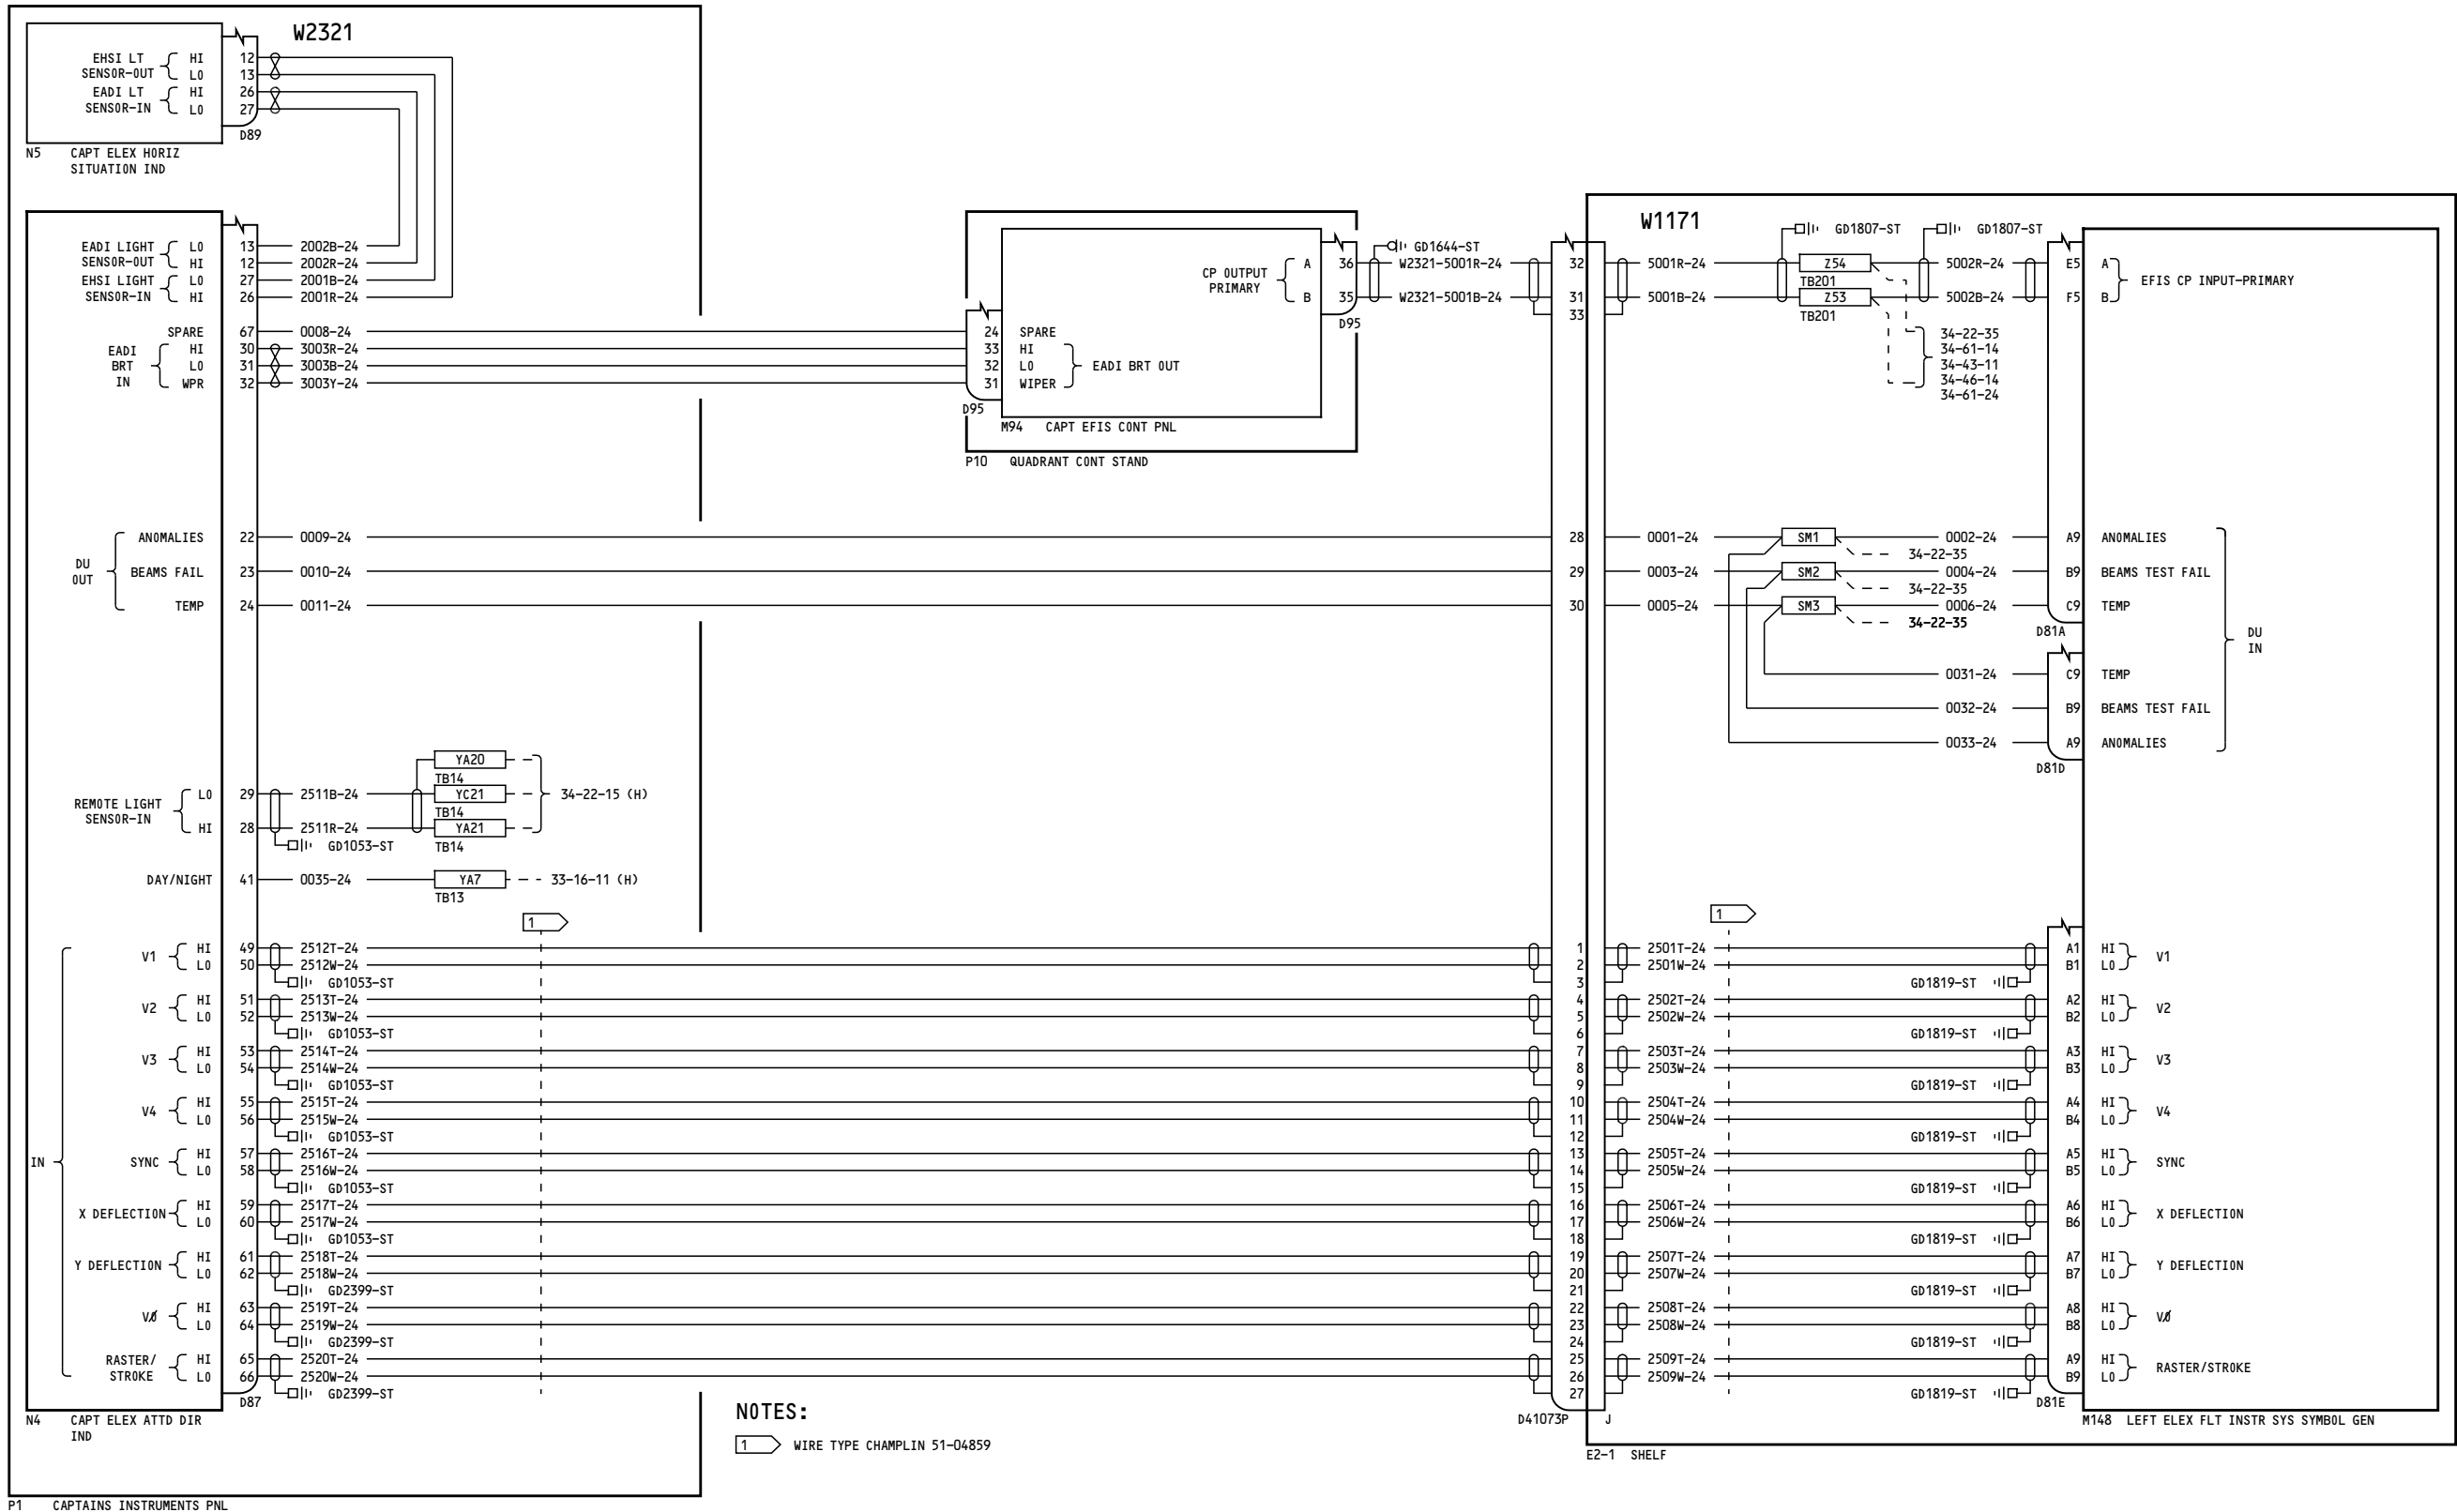 W2321
EHSI LT SENSOR-OUT HI 12
LO 13
EADI LT SENSOR-IN HI 26
LO 27
D89
N5 CAPT ELEX HORIZ
SITUATION IND
EADI LIGHT SENSOR-OUT LO 13 2002B-24
HI 12 2002R-24
EHSI LIGHT SENSOR-IN LO 27 2001B-24
HI 26 2001R-24
SPARE 67 0008-24
EADI BRT IN HI 30 3003R-24
LO 31 3003B-24
WPR 32 3003Y-24
24 SPARE
33 HI
32 LO
31 WIPER
EADI BRT OUT
D95
M94 CAPT EFIS CONT PNL
P10 QUADRANT CONT STAND
CP OUTPUT PRIMARY
A 36 W2321-5001R-24
B 35 W2321-5001B-24
D95
GD1644-ST
32
31
33
W1171
GD1807-ST
GD1807-ST
5001R-24 Z54 5002R-24 E5 A
TB201
5001B-24 Z53 5002B-24 F5 B
TB201
EFIS CP INPUT-PRIMARY
34-22-35
34-61-14
34-43-11
34-46-14
34-61-24
DU OUT
ANOMALIES 22 0009-24 28 0001-24 SM1 0002-24 A9 ANOMALIES
34-22-35
BEAMS FAIL 23 0010-24 29 0003-24 SM2 0004-24 B9 BEAMS TEST FAIL
34-22-35
TEMP 24 0011-24 30 0005-24 SM3 0006-24 C9 TEMP
34-22-35
D81A
DU IN
0031-24 C9 TEMP
0032-24 B9 BEAMS TEST FAIL
0033-24 A9 ANOMALIES
D81D
YA20
TB14
REMOTE LIGHT SENSOR-IN
LO 29 2511B-24 YC21 34-22-15 (H)
TB14
HI 28 2511R-24 YA21
GD1053-ST TB14
DAY/NIGHT 41 0035-24 YA7 33-16-11 (H)
TB13
1
1
IN
V1 HI 49 2512T-24 1 2501T-24 A1 HI V1
LO 50 2512W-24 2 2501W-24 B1 LO
GD1053-ST 3 GD1819-ST
V2 HI 51 2513T-24 4 2502T-24 A2 HI V2
LO 52 2513W-24 5 2502W-24 B2 LO
GD1053-ST 6 GD1819-ST
V3 HI 53 2514T-24 7 2503T-24 A3 HI V3
LO 54 2514W-24 8 2503W-24 B3 LO
GD1053-ST 9 GD1819-ST
V4 HI 55 2515T-24 10 2504T-24 A4 HI V4
LO 56 2515W-24 11 2504W-24 B4 LO
GD1053-ST 12 GD1819-ST
SYNC HI 57 2516T-24 13 2505T-24 A5 HI SYNC
LO 58 2516W-24 14 2505W-24 B5 LO
GD1053-ST 15 GD1819-ST
X DEFLECTION HI 59 2517T-24 16 2506T-24 A6 HI X DEFLECTION
LO 60 2517W-24 17 2506W-24 B6 LO
GD1053-ST 18 GD1819-ST
Y DEFLECTION HI 61 2518T-24 19 2507T-24 A7 HI Y DEFLECTION
LO 62 2518W-24 20 2507W-24 B7 LO
GD2399-ST 21 GD1819-ST
VØ HI 63 2519T-24 22 2508T-24 A8 HI VØ
LO 64 2519W-24 23 2508W-24 B8 LO
GD2399-ST 24 GD1819-ST
RASTER/ STROKE HI 65 2520T-24 25 2509T-24 A9 HI RASTER/STROKE
LO 66 2520W-24 26 2509W-24 B9 LO
GD2399-ST 27 GD1819-ST
D87
D81E
N4 CAPT ELEX ATTD DIR
IND
D41073P J
M148 LEFT ELEX FLT INSTR SYS SYMBOL GEN
E2-1 SHELF
NOTES:
1 WIRE TYPE CHAMPLIN 51-04859
P1 CAPTAINS INSTRUMENTS PNL